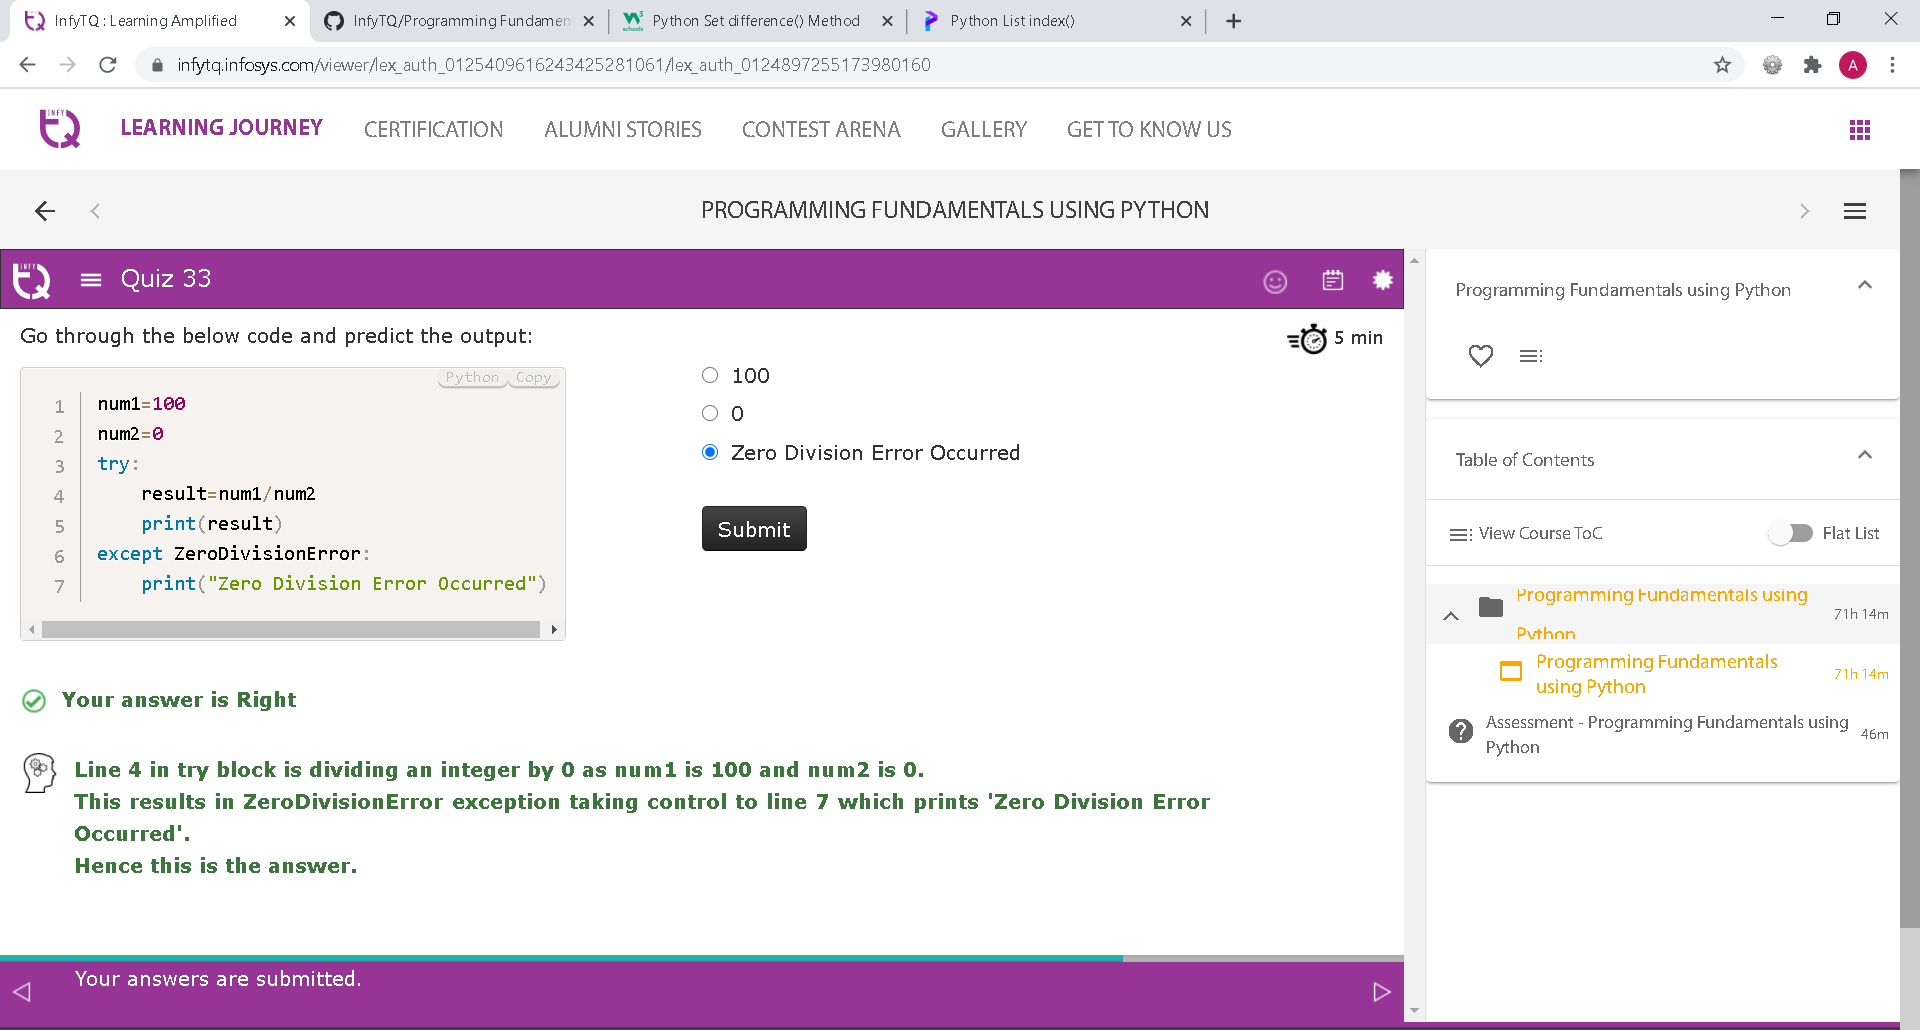 InfyTQ : Learning Amplified
InfyTQ/Programming Fundamen
W3 schools
Python Set difference() Method
Python List index()
infytq.infosys.com/viewer/lex_auth_0125409616243425281061/lex_auth_0124897255173980160
A
INFY TQ
LEARNING JOURNEY
CERTIFICATION
ALUMNI STORIES
CONTEST ARENA
GALLERY
GET TO KNOW US
PROGRAMMING FUNDAMENTALS USING PYTHON
INFY TQ
Quiz 33
Go through the below code and predict the output:
5 min
Python Copy
1 num1=100
2 num2=0
3 try:
4 result=num1/num2
5 print(result)
6 except ZeroDivisionError:
7 print("Zero Division Error Occurred")
100
0
Zero Division Error Occurred
Submit
Your answer is Right
Line 4 in try block is dividing an integer by 0 as num1 is 100 and num2 is 0.
This results in ZeroDivisionError exception taking control to line 7 which prints 'Zero Division Error
Occurred'.
Hence this is the answer.
Your answers are submitted.
Programming Fundamentals using Python
Table of Contents
View Course ToC
Flat List
Programming Fundamentals using
Python
71h 14m
Programming Fundamentals
using Python
71h 14m
Assessment - Programming Fundamentals using
Python
46m